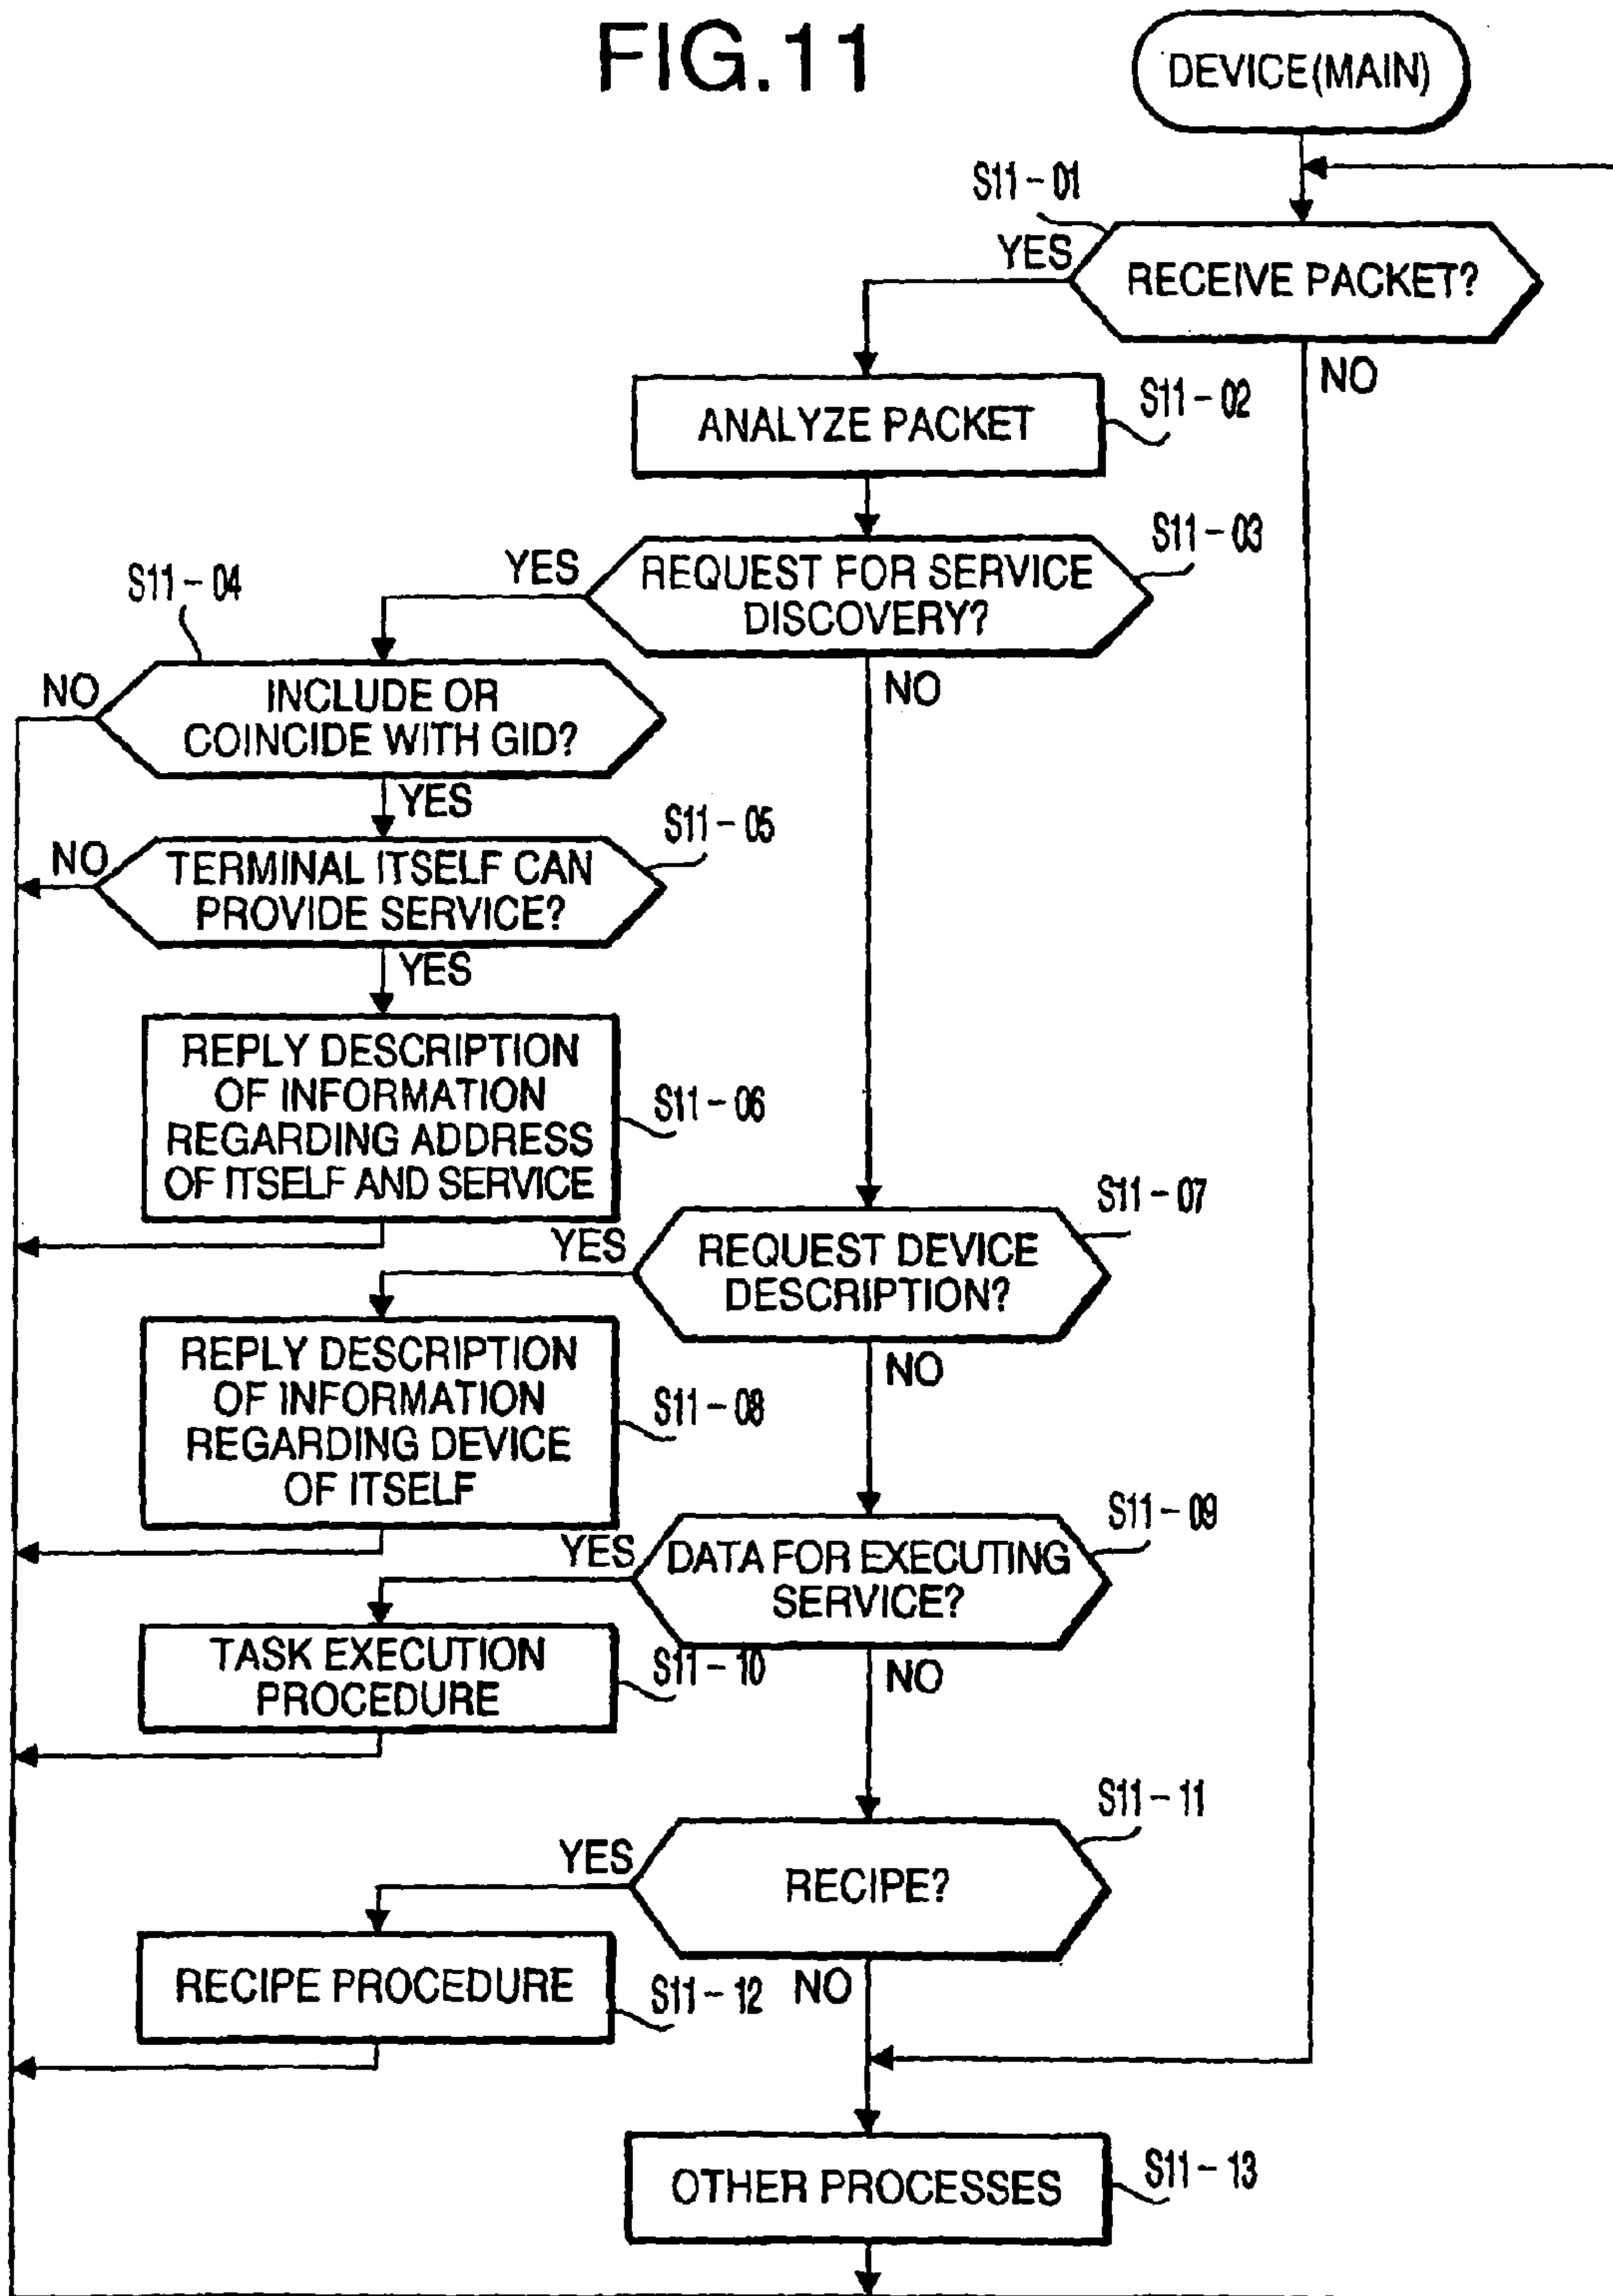 FIG.11
DEVICE(MAIN)
S11-01
YES
RECEIVE PACKET?
NO
ANALYZE PACKET
S11-02
S11-03
YES
REQUEST FOR SERVICE
DISCOVERY?
NO
S11-04
NO
INCLUDE OR
COINCIDE WITH GID?
YES
S11-05
NO
TERMINAL ITSELF CAN
PROVIDE SERVICE?
YES
REPLY DESCRIPTION
OF INFORMATION
REGARDING ADDRESS
OF ITSELF AND SERVICE
S11-06
S11-07
YES
REQUEST DEVICE
DESCRIPTION?
NO
REPLY DESCRIPTION
OF INFORMATION
REGARDING DEVICE
OF ITSELF
S11-08
S11-09
YES
DATA FOR EXECUTING
SERVICE?
NO
TASK EXECUTION
PROCEDURE
S11-10
S11-11
YES
RECIPE?
NO
RECIPE PROCEDURE
S11-12
OTHER PROCESSES
S11-13